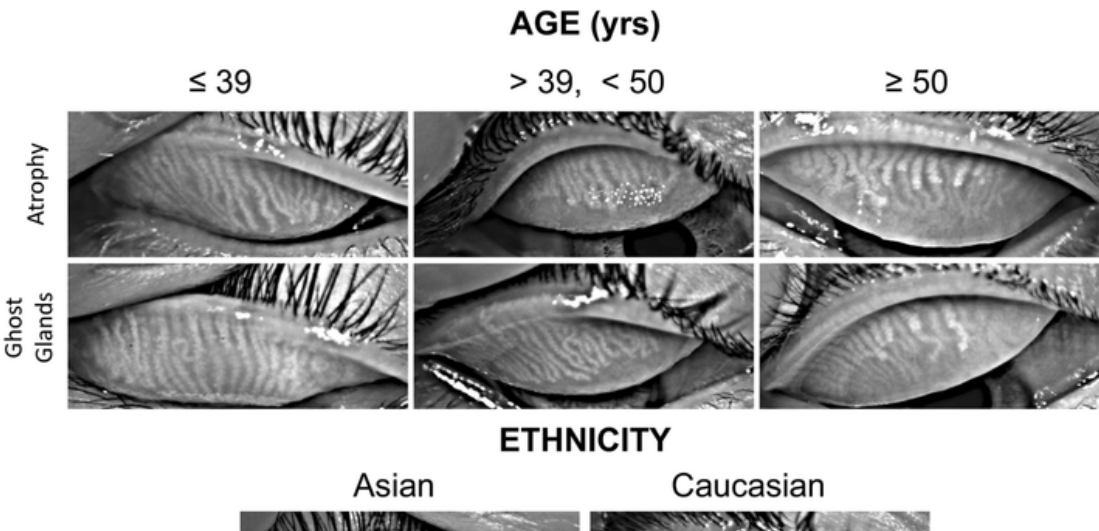 AGE (yrs)
≤ 39 > 39, < 50 ≥ 50
Atrophy
Ghost
Glands
ETHNICITY
Asian Caucasian